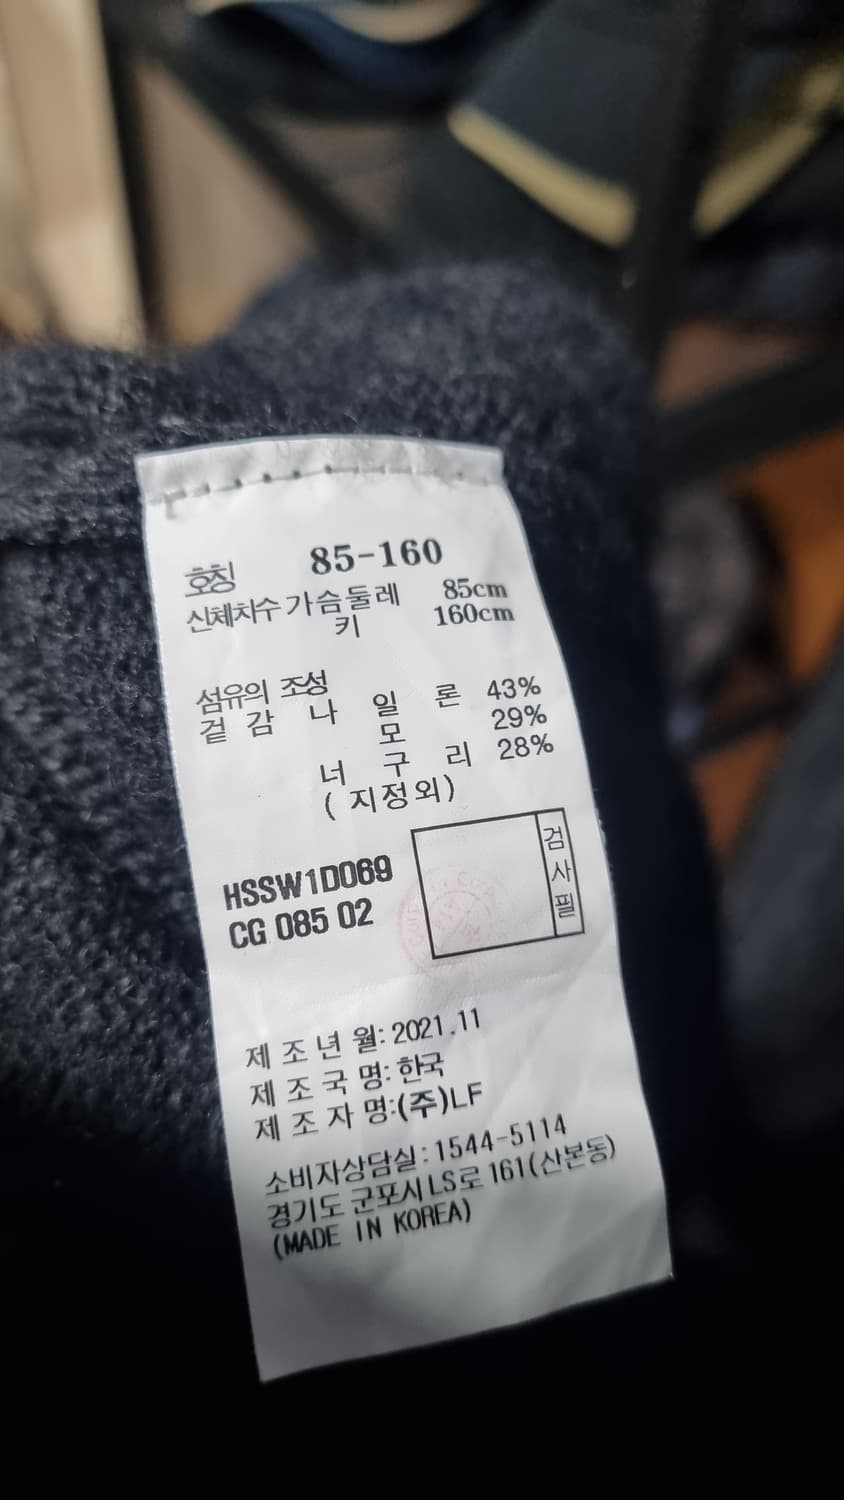 호칭 85-160
신체치수 가슴둘레 85cm
키 160cm
섬유의 조성
겉감 나일론 43%
모 29%
너구리 28%
(지정외)
검사필
HSSW1D069
CG 085 02
제조년월: 2021.11
제조국명: 한국
제조자명:(주)LF
소비자상담실:1544-5114
경기도 군포시 LS로 161(산본동)
(MADE IN KOREA)